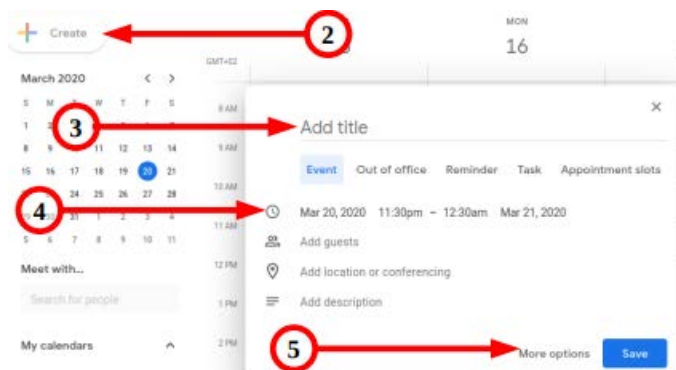 Create
2
MON
16
GMT+02
March 2020
S M W T F S
1
3
8 9 11 12 13 14
15 16 17 18 19 20 21
24 25 26 27 28
4
31 1 2 3 4
5 6 7 8 9 10 11
Meet with...
Search for people
My calendars
8 AM
9 AM
10 AM
11 AM
12 PM
1 PM
2 PM
Add title
Event Out of office Reminder Task Appointment slots
Mar 20, 2020 11:30pm – 12:30am Mar 21, 2020
Add guests
Add location or conferencing
Add description
5
More options
Save